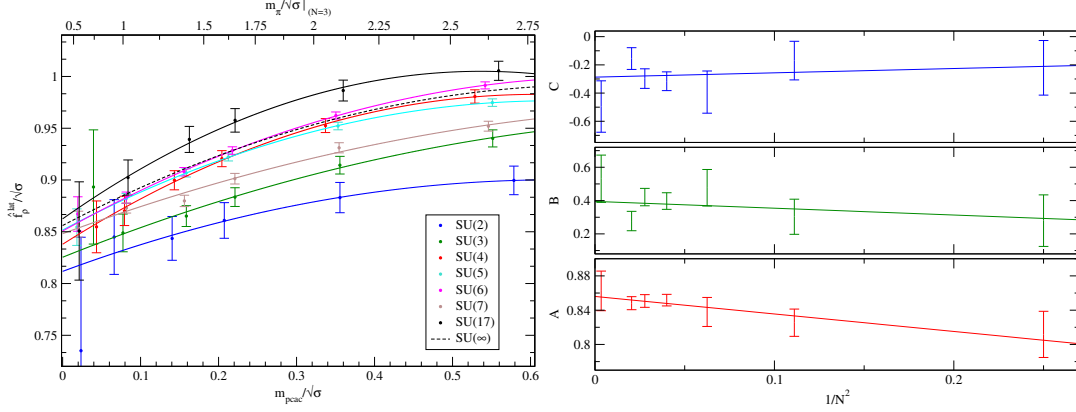 m_π/√σ|_(N=3)
0.5 1 1.5 2 2.5 2.75
1
0.95
0.9
0.85
0.8
0.75
f̂_ρ^lat/√σ
SU(2)
SU(3)
SU(4)
SU(5)
SU(6)
SU(7)
SU(17)
SU(∞)
0 0.1 0.2 0.3 0.4 0.5 0.6
m_pcac/√σ
0
-0.2
-0.4
-0.6
C
0.6
0.4
0.2
B
0.88
0.84
0.8
A
0 0.1 0.2
1/N²